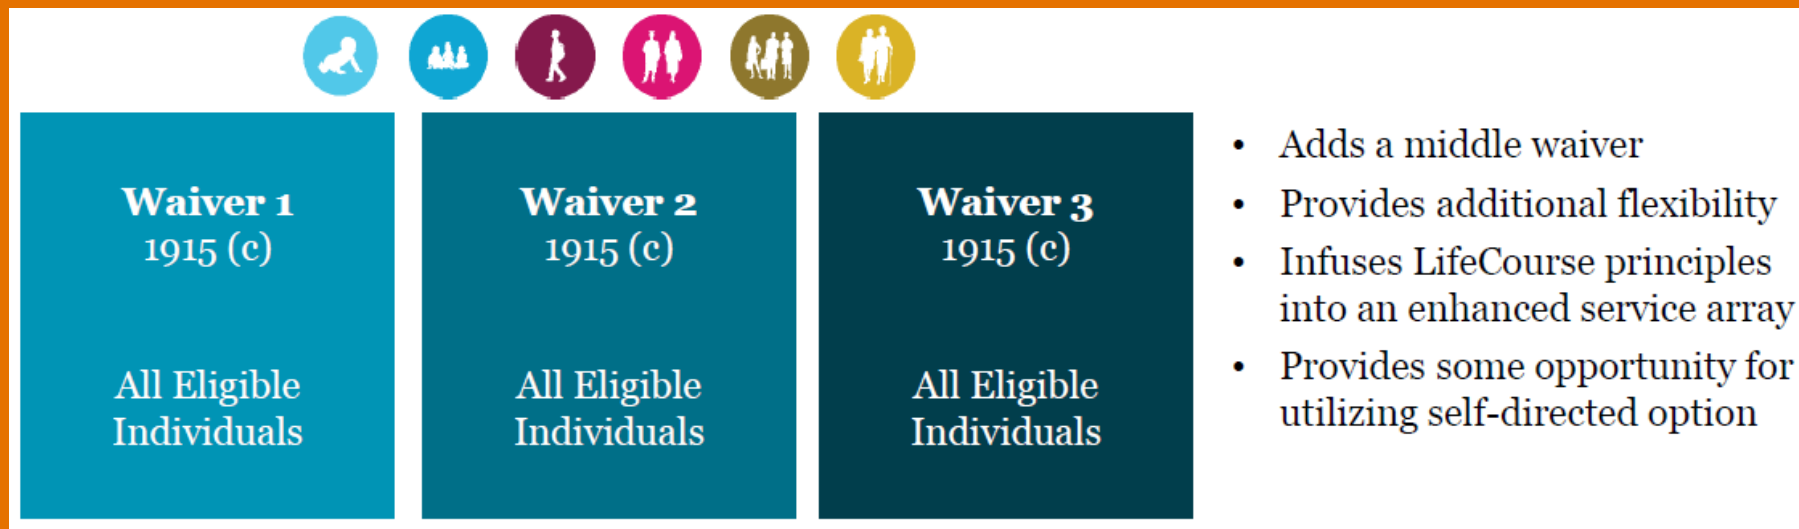 Waiver 1
1915 (c)
All Eligible
Individuals
Waiver 2
1915 (c)
All Eligible
Individuals
Waiver 3
1915 (c)
All Eligible
Individuals
• Adds a middle waiver
• Provides additional flexibility
• Infuses LifeCourse principles
into an enhanced service array
• Provides some opportunity for
utilizing self-directed option